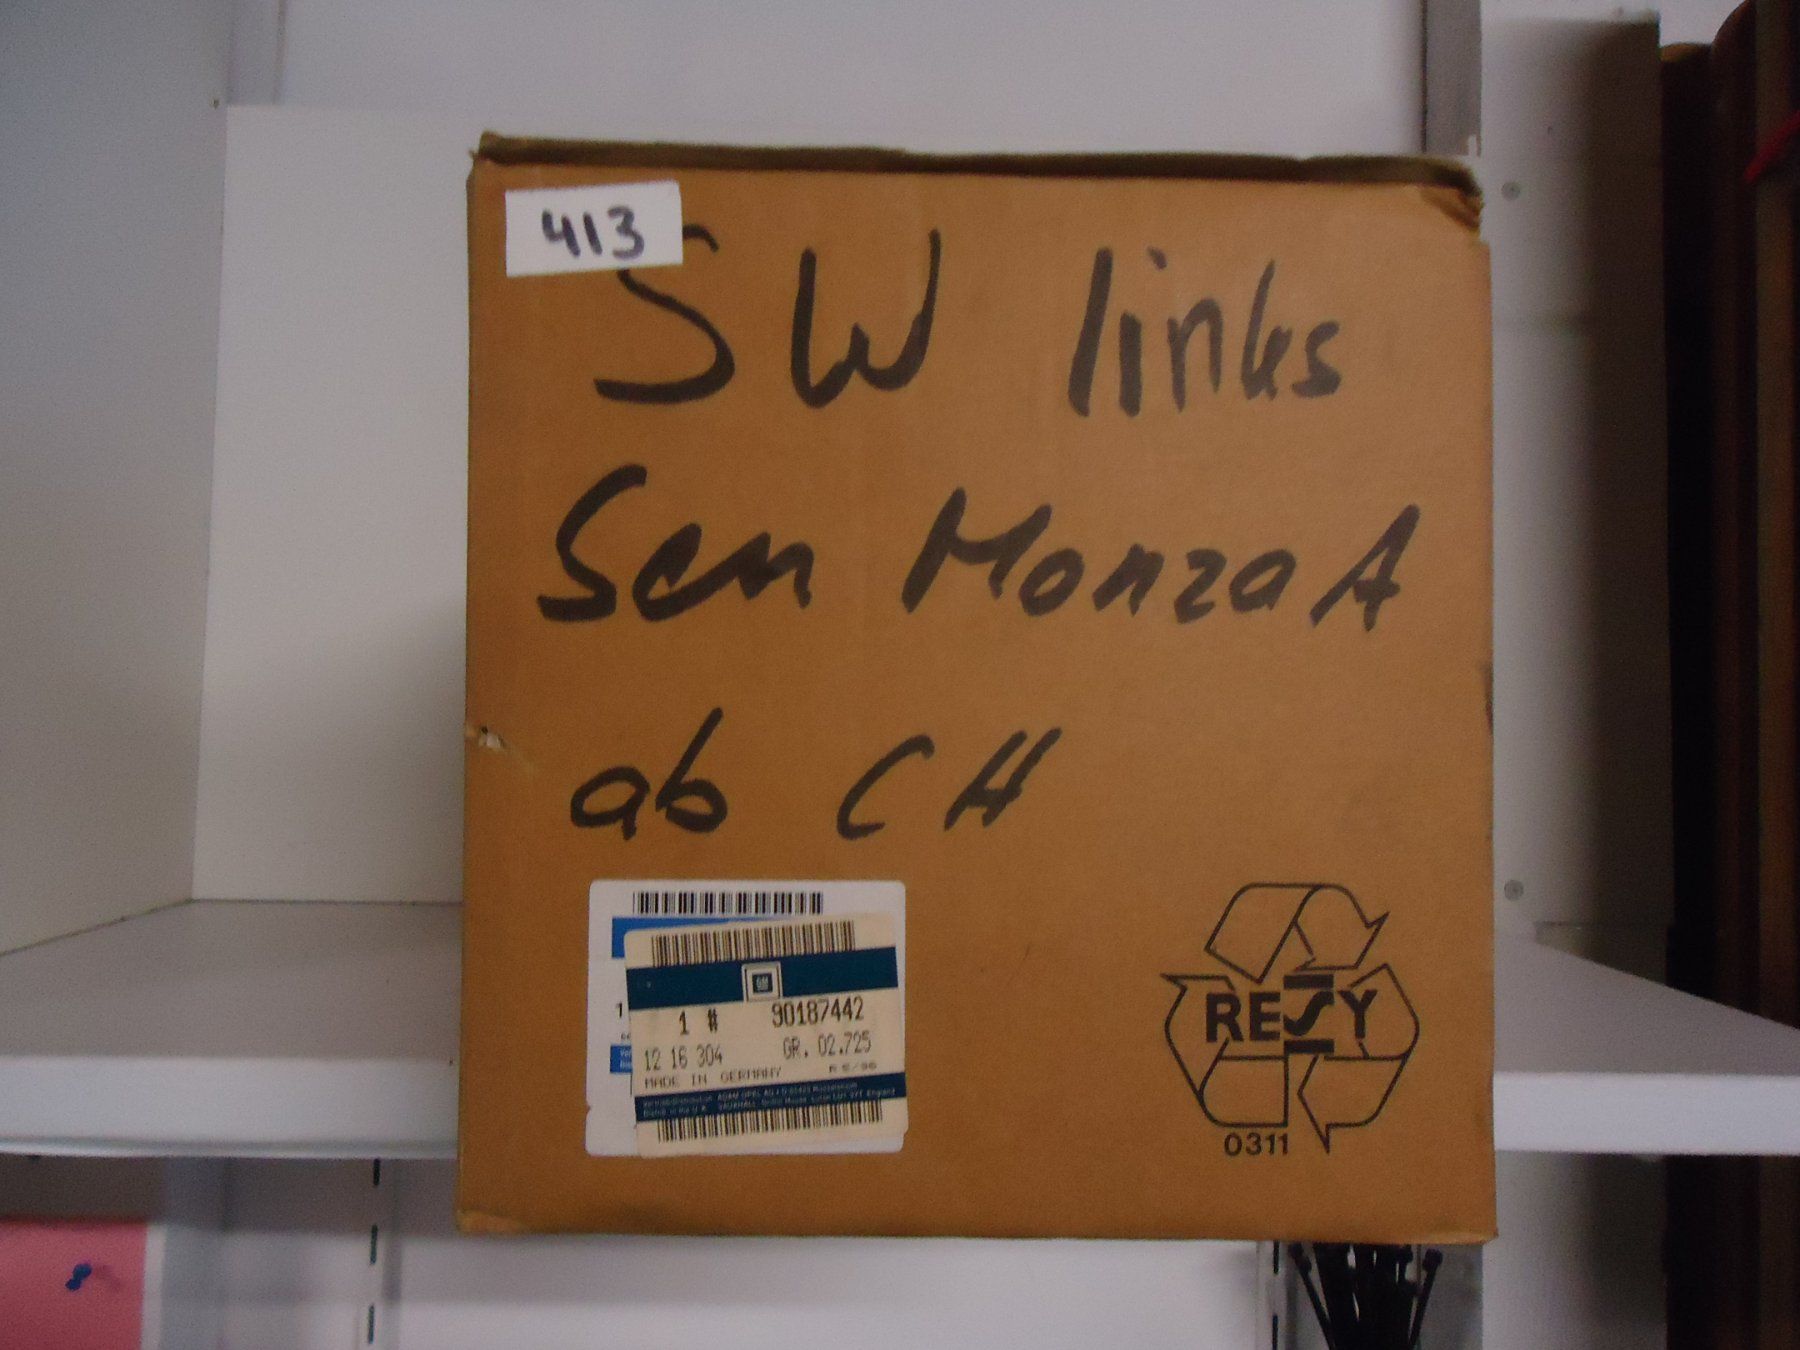 413
SW links
Sen Monza A
ab CH
GM
1 # 90187442
12 16 304 GR. 02.725
MADE IN GERMANY
RESY
0311